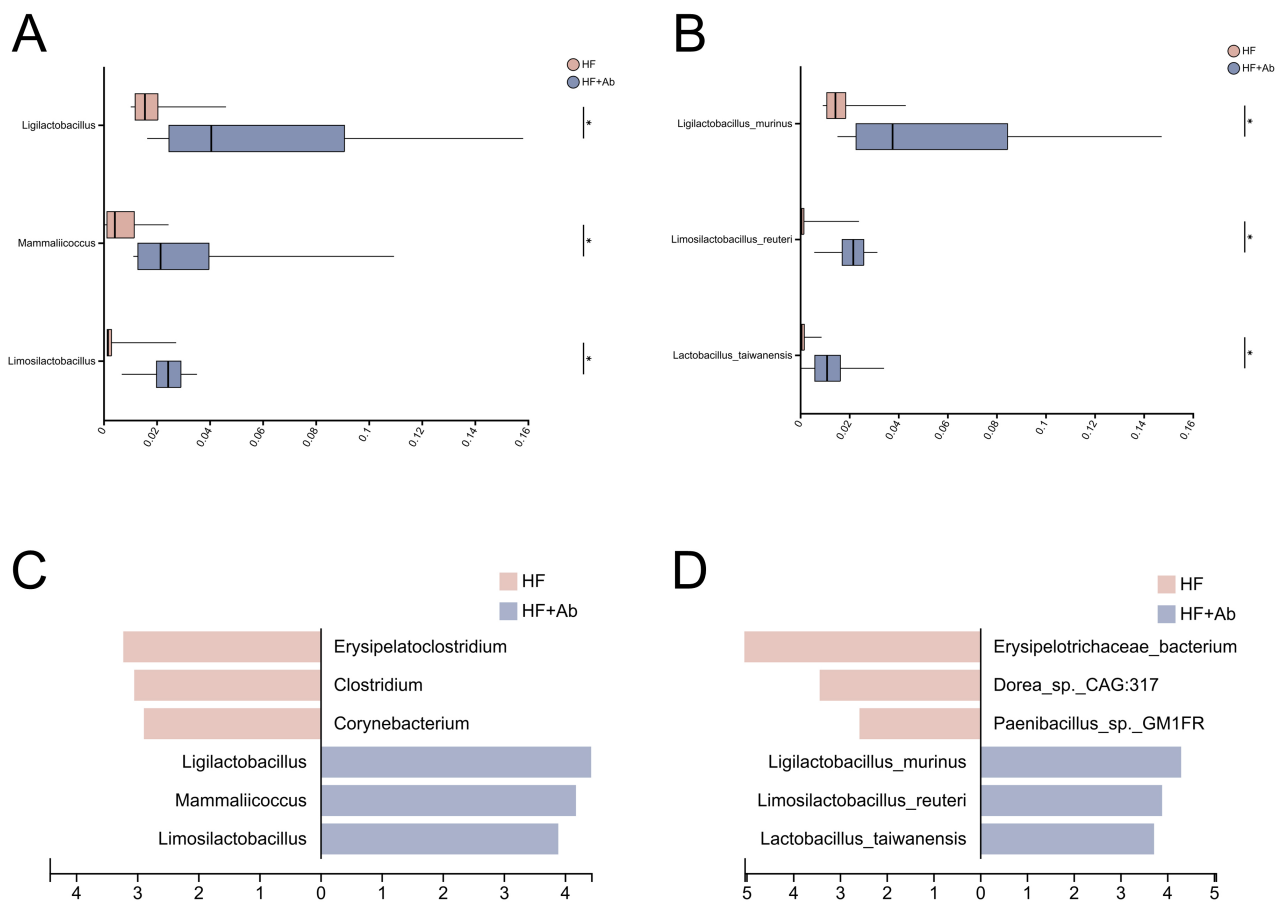 A
HF
HF+Ab
Ligilactobacillus
*
Mammaliicoccus
*
Limosilactobacillus
*
0 0.02 0.04 0.06 0.08 0.1 0.12 0.14 0.16
B
HF
HF+Ab
Ligilactobacillus_murinus
*
Limosilactobacillus_reuteri
*
Lactobacillus_taiwanensis
*
0 0.02 0.04 0.06 0.08 0.1 0.12 0.14 0.16
C
HF
HF+Ab
Erysipelatoclostridium
Clostridium
Corynebacterium
Ligilactobacillus
Mammaliicoccus
Limosilactobacillus
4 3 2 1 0 1 2 3 4
D
HF
HF+Ab
Erysipelotrichaceae_bacterium
Dorea_sp._CAG:317
Paenibacillus_sp._GM1FR
Ligilactobacillus_murinus
Limosilactobacillus_reuteri
Lactobacillus_taiwanensis
5 4 3 2 1 0 1 2 3 4 5